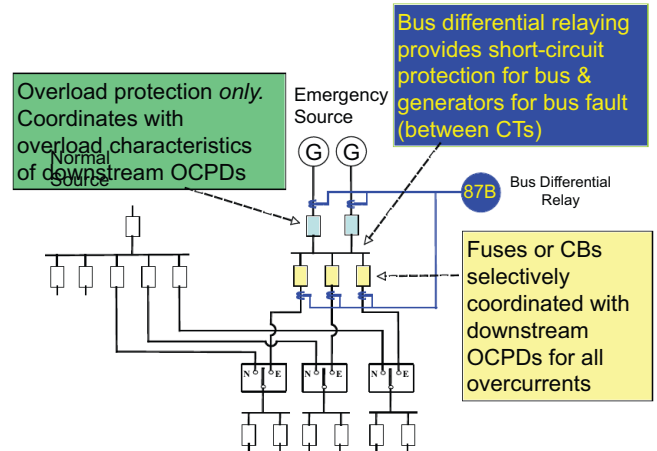 Overload protection only.
Coordinates with
overload characteristics
of downstream OCPDs
Normal
Source
Emergency
Source
G G
Bus differential relaying
provides short-circuit
protection for bus &
generators for bus fault
(between CTs)
87B
Bus Differential
Relay
Fuses or CBs
selectively
coordinated with
downstream
OCPDs for all
overcurrents
N E N E N E